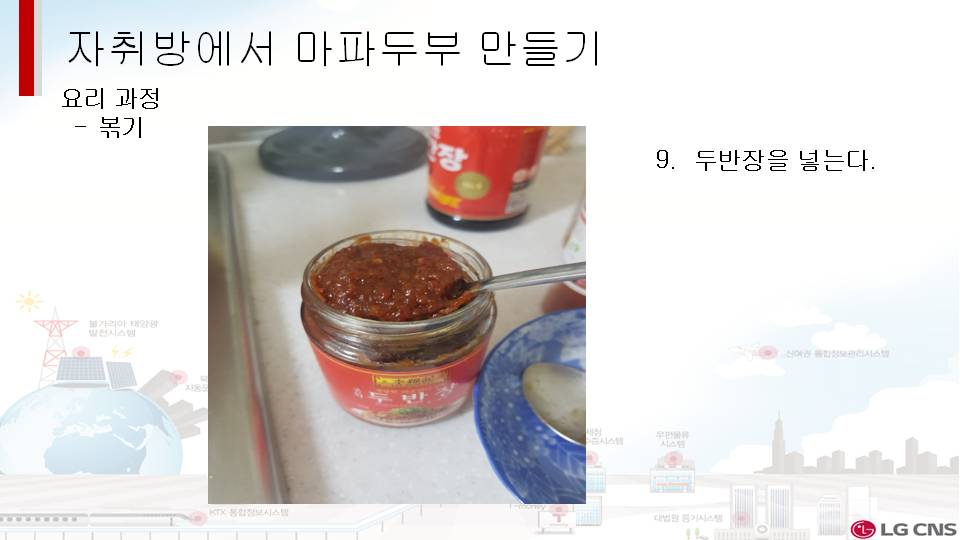 자취방에서 마파두부 만들기
요리 과정
- 볶기
9. 두반장을 넣는다.
두반장
불가리아 태양광
발전시스템
신여권 통합정보관리시스템
우편물류
시스템
KTX 통합정보시스템
대법원 등기시스템
LG CNS